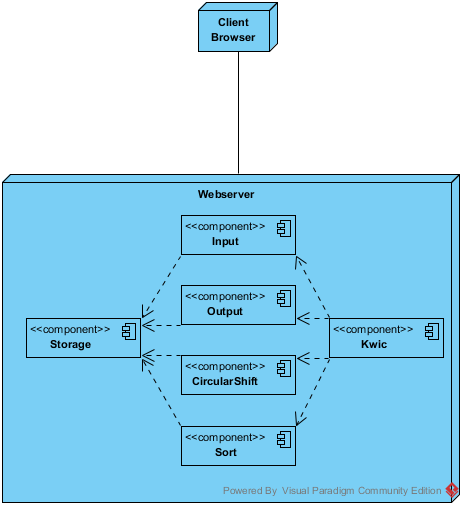 Client
Browser
Webserver
<<component>>
Input
<<component>>
Output
<<component>>
Storage
<<component>>
Kwic
<<component>>
CircularShift
<<component>>
Sort
Powered By Visual Paradigm Community Edition